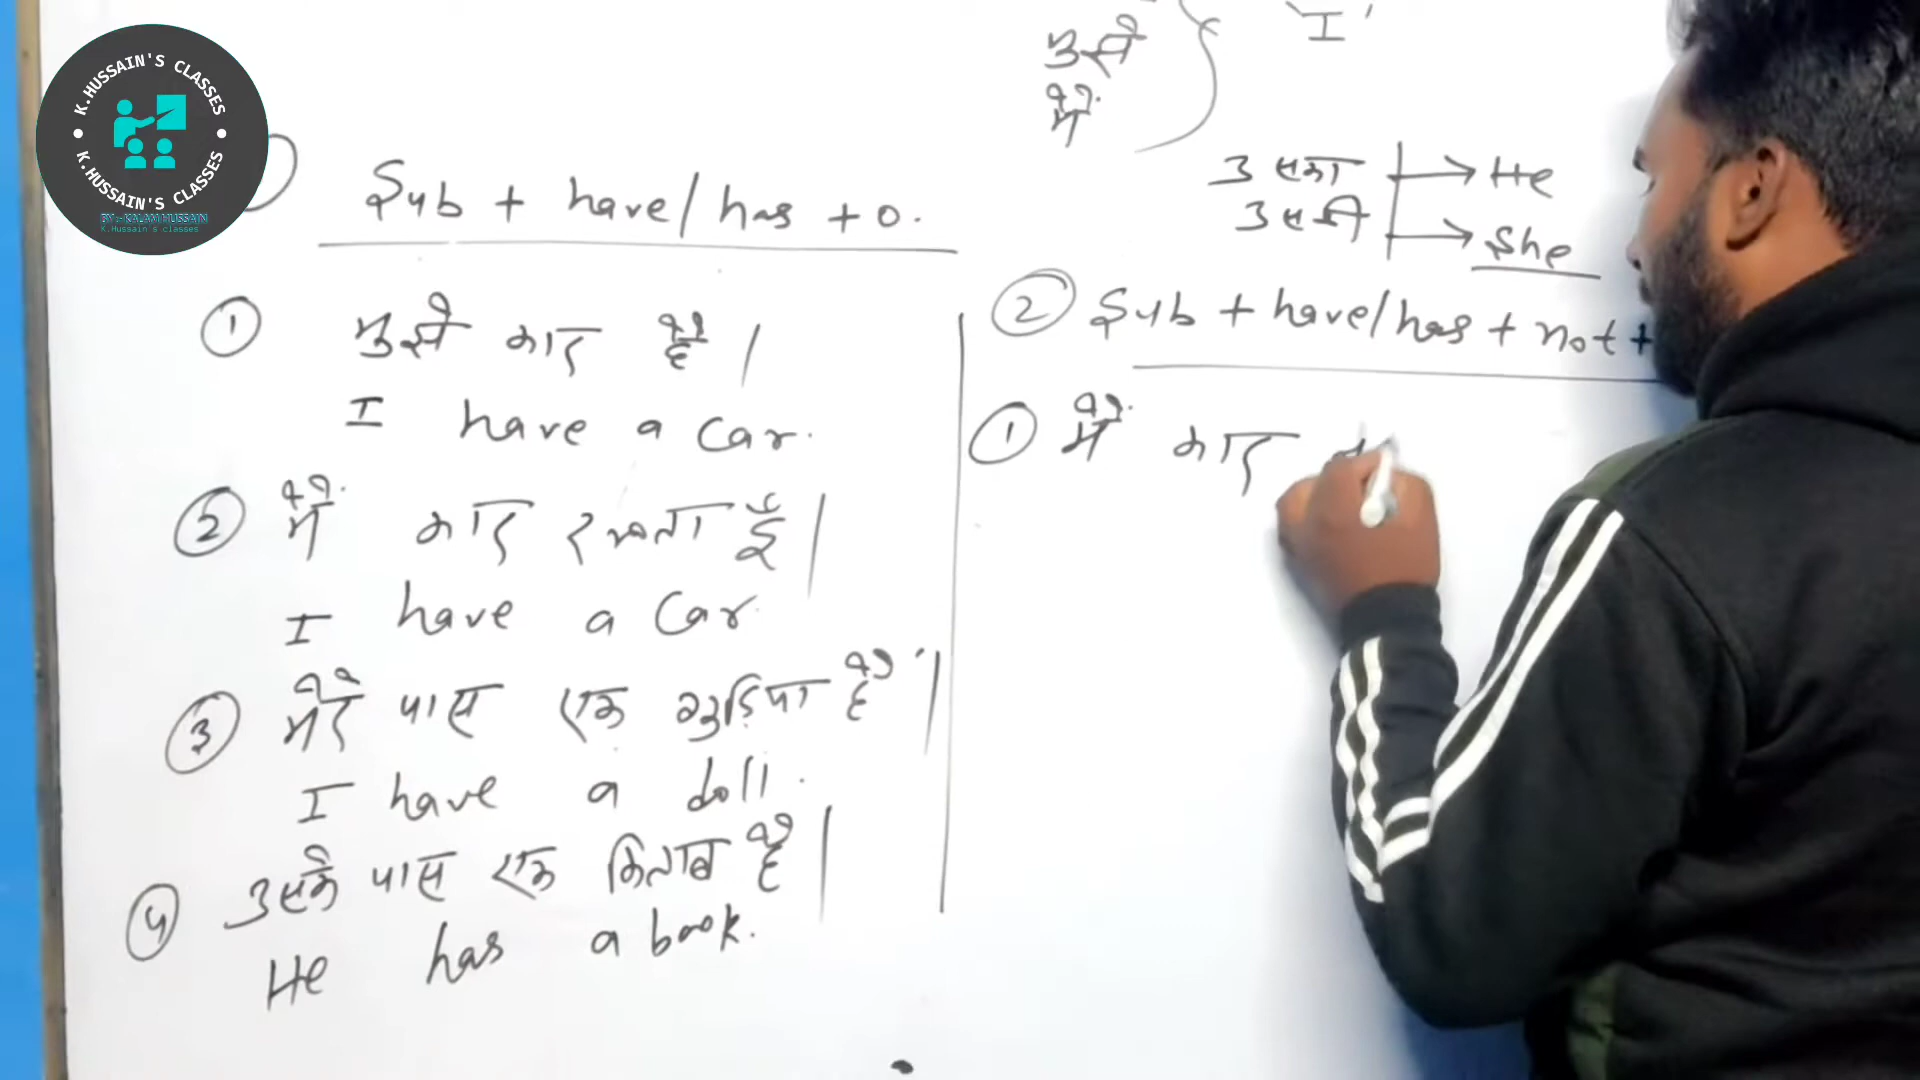 K.HUSSAIN'S CLASSES
K.HUSSAIN'S CLASSES
BY:- KALAM HUSSAIN
K.Hussain's classes
Sub + have/has + o.
① मुझे कार है।
I have a car.
② मैं कार रखता हूँ।
I have a Car.
③ मेरे पास एक गुड़िया है।
I have a doll.
④ उसके पास एक किताब है।
He has a book.
मुझे
मैं
'I'
उसका → He
उसकी → She
② Sub + have/has + not +
① मैं कार